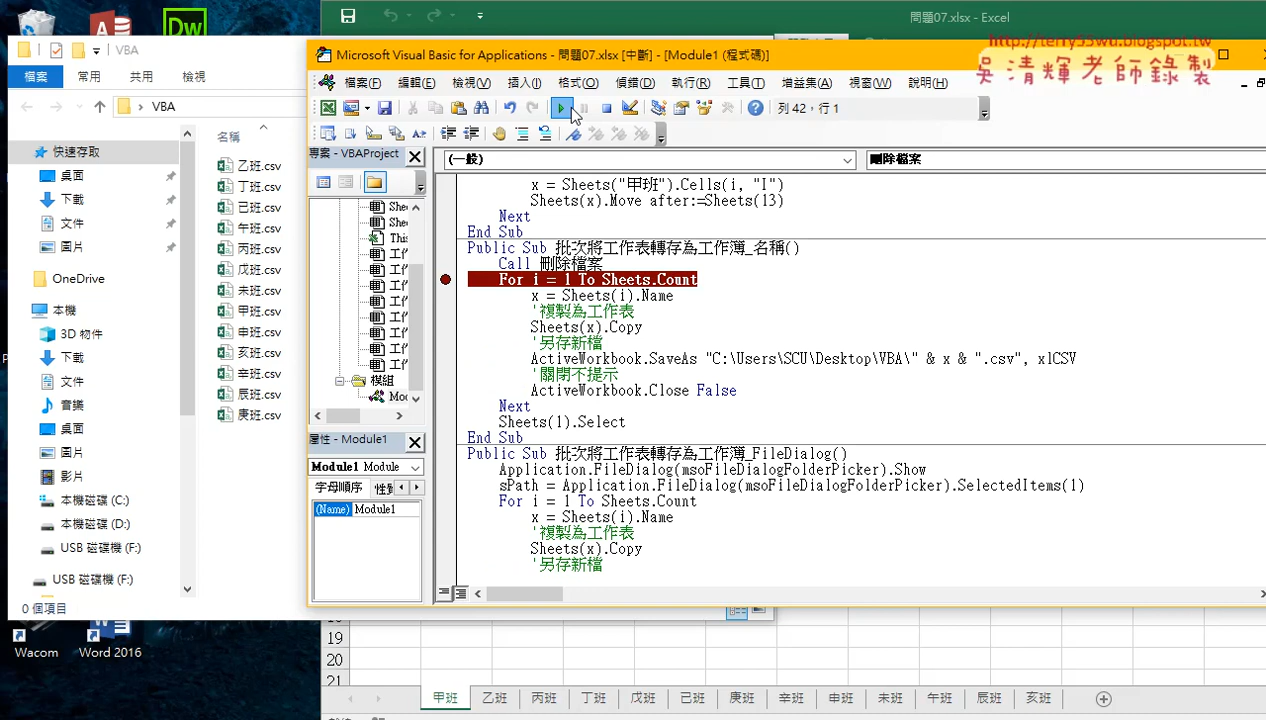 問題07.xlsx - Excel
VBA
檔案
常用
共用
檢視
VBA
名稱
快速存取
桌面
下載
文件
圖片
OneDrive
本機
3D 物件
下載
文件
音樂
桌面
圖片
影片
本機磁碟 (C:)
本機磁碟 (D:)
USB 磁碟機 (F:)
USB 磁碟機 (F:)
乙班.csv
丁班.csv
己班.csv
午班.csv
丙班.csv
戊班.csv
未班.csv
甲班.csv
申班.csv
亥班.csv
辛班.csv
辰班.csv
庚班.csv
0 個項目
Wacom
Word 2016
Microsoft Visual Basic for Applications - 問題07.xlsx [中斷] - [Module1 (程式碼)]
http://terry55wu.blogspot.tw
吳清輝老師錄製
檔案(F) 編輯(E) 檢視(V) 插入(I) 格式(O) 偵錯(D) 執行(R) 工具(T) 增益集(A) 視窗(W) 說明(H)
列 42，行 1
專案 - VBAProject
屬性 - Module1
Module1 Module
字母順序
(Name) Module1
模組
(一般)
刪除檔案
x = Sheets("甲班").Cells(i, "I")
Sheets(x).Move after:=Sheets(13)
Next
End Sub
Public Sub 批次將工作表轉存為工作簿_名稱()
Call 刪除檔案
For i = 1 To Sheets.Count
x = Sheets(i).Name
'複製為工作表
Sheets(x).Copy
'另存新檔
ActiveWorkbook.SaveAs "C:\Users\SCU\Desktop\VBA\" & x & ".csv", xlCSV
'關閉不提示
ActiveWorkbook.Close False
Next
Sheets(1).Select
End Sub
Public Sub 批次將工作表轉存為工作簿_FileDialog()
Application.FileDialog(msoFileDialogFolderPicker).Show
sPath = Application.FileDialog(msoFileDialogFolderPicker).SelectedItems(1)
For i = 1 To Sheets.Count
x = Sheets(i).Name
'複製為工作表
Sheets(x).Copy
'另存新檔
19
20
21
甲班 乙班 丙班 丁班 戊班 己班 庚班 辛班 申班 未班 午班 辰班 亥班